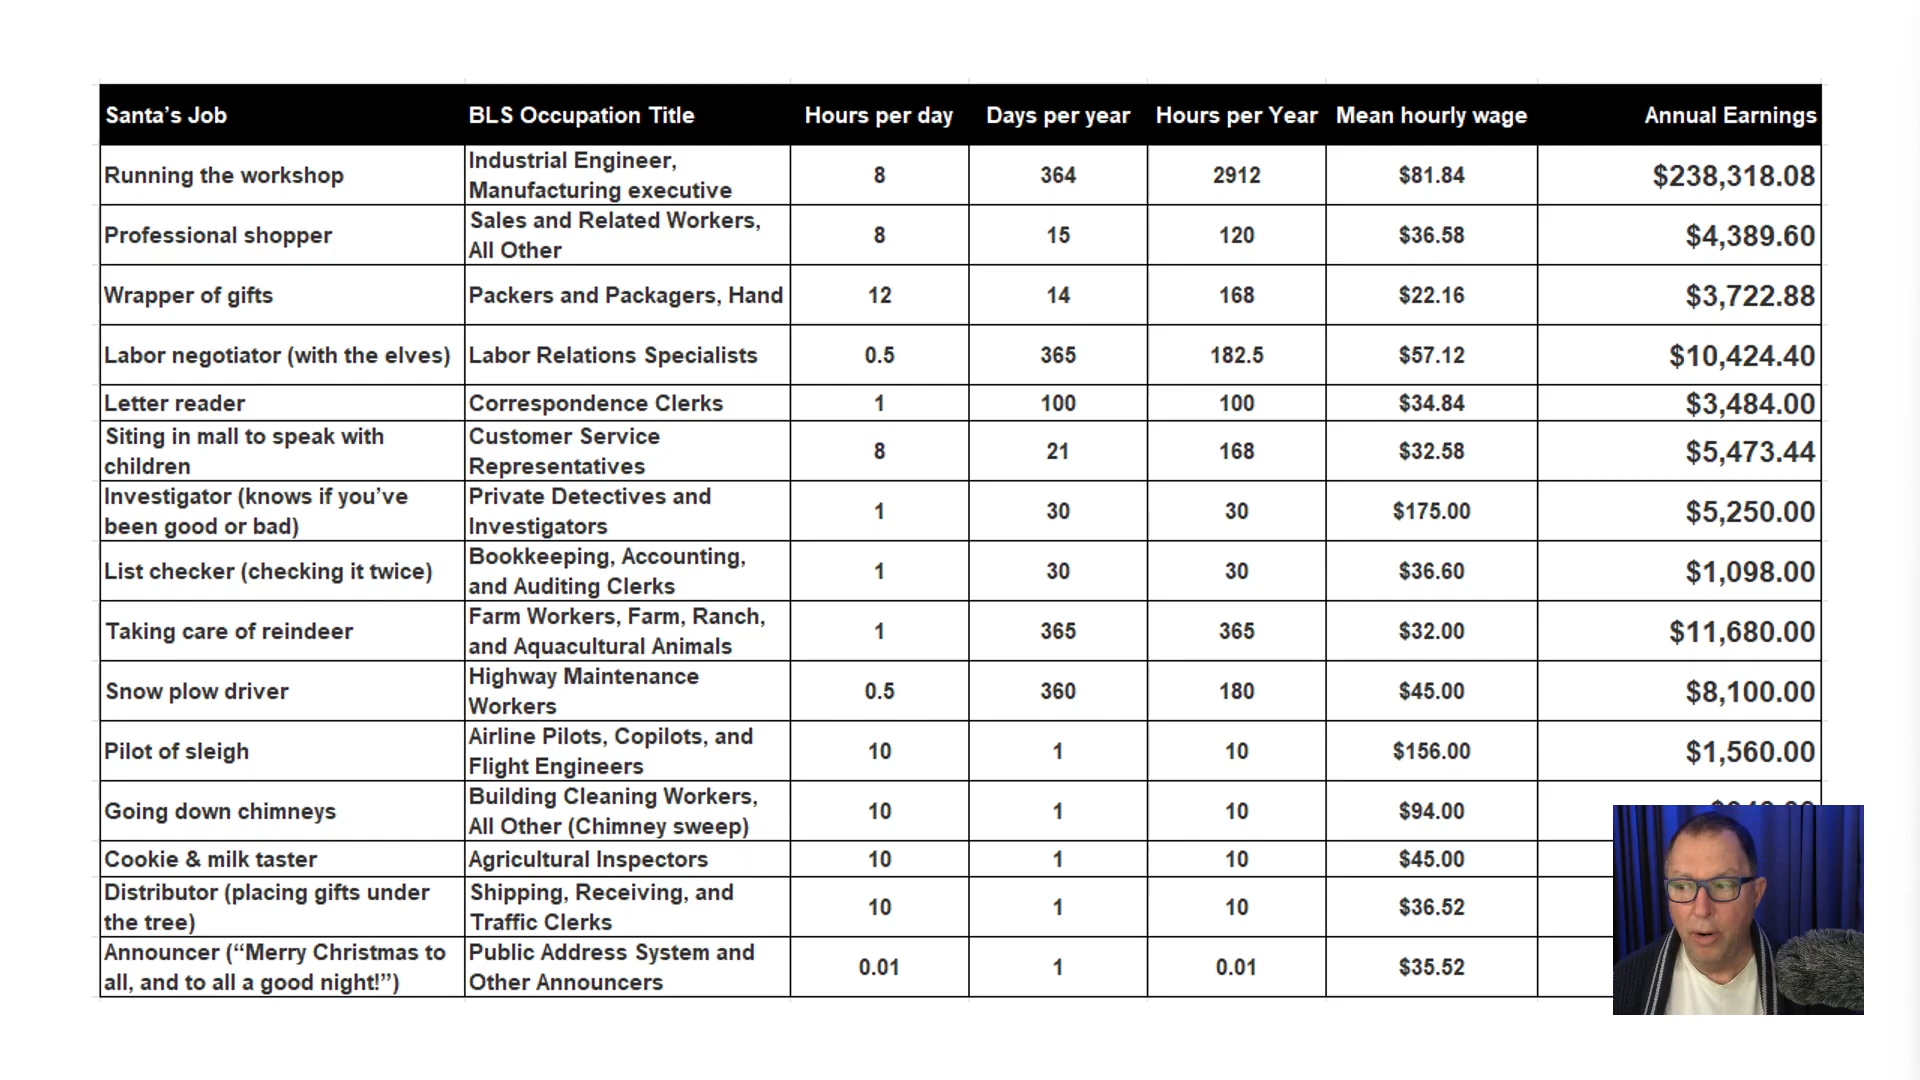 Santa’s Job BLS Occupation Title Hours per day Days per year Hours per Year Mean hourly wage Annual Earnings
Running the workshop Industrial Engineer, Manufacturing executive 8 364 2912 $81.84 $238,318.08
Professional shopper Sales and Related Workers, All Other 8 15 120 $36.58 $4,389.60
Wrapper of gifts Packers and Packagers, Hand 12 14 168 $22.16 $3,722.88
Labor negotiator (with the elves) Labor Relations Specialists 0.5 365 182.5 $57.12 $10,424.40
Letter reader Correspondence Clerks 1 100 100 $34.84 $3,484.00
Siting in mall to speak with children Customer Service Representatives 8 21 168 $32.58 $5,473.44
Investigator (knows if you’ve been good or bad) Private Detectives and Investigators 1 30 30 $175.00 $5,250.00
List checker (checking it twice) Bookkeeping, Accounting, and Auditing Clerks 1 30 30 $36.60 $1,098.00
Taking care of reindeer Farm Workers, Farm, Ranch, and Aquacultural Animals 1 365 365 $32.00 $11,680.00
Snow plow driver Highway Maintenance Workers 0.5 360 180 $45.00 $8,100.00
Pilot of sleigh Airline Pilots, Copilots, and Flight Engineers 10 1 10 $156.00 $1,560.00
Going down chimneys Building Cleaning Workers, All Other (Chimney sweep) 10 1 10 $94.00
Cookie & milk taster Agricultural Inspectors 10 1 10 $45.00
Distributor (placing gifts under the tree) Shipping, Receiving, and Traffic Clerks 10 1 10 $36.52
Announcer (“Merry Christmas to all, and to all a good night!”) Public Address System and Other Announcers 0.01 1 0.01 $35.52